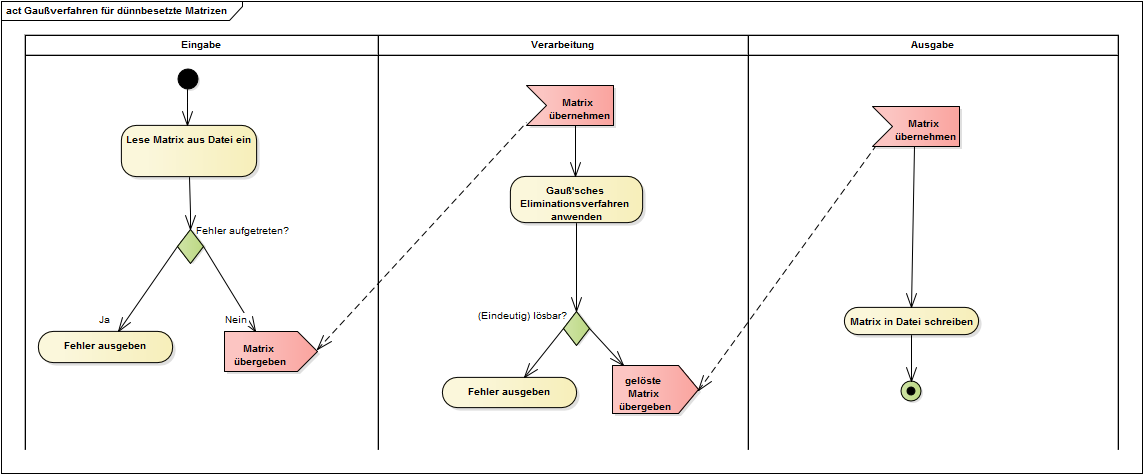 act Gaußverfahren für dünnbesetzte Matrizen
Eingabe
Lese Matrix aus Datei ein
Fehler aufgetreten?
Ja
Nein
Fehler ausgeben
Matrix
übergeben
Verarbeitung
Matrix
übernehmen
Gauß'sches
Eliminationsverfahren
anwenden
(Eindeutig) lösbar?
Fehler ausgeben
gelöste
Matrix
übergeben
Ausgabe
Matrix
übernehmen
Matrix in Datei schreiben